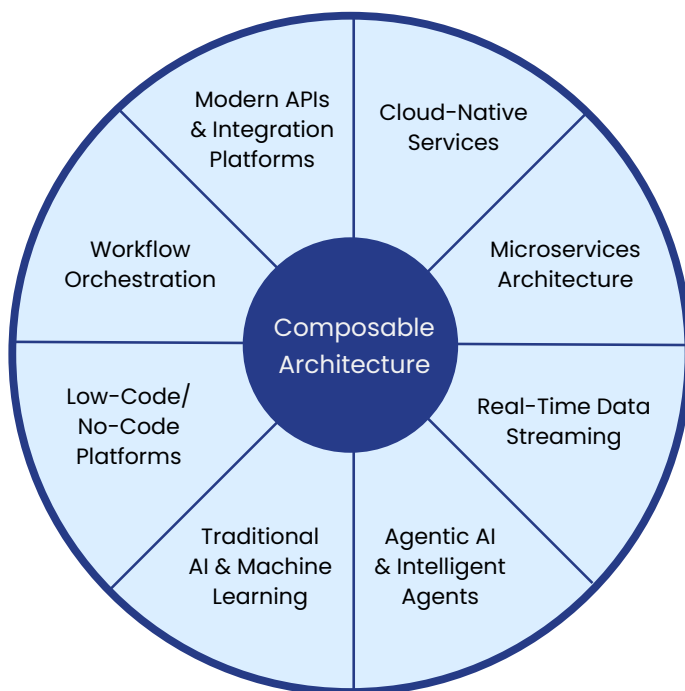 Modern APIs
& Integration
Platforms
Cloud-Native
Services
Microservices
Architecture
Real-Time Data
Streaming
Agentic AI
& Intelligent
Agents
Traditional
AI & Machine
Learning
Low-Code/
No-Code
Platforms
Workflow
Orchestration
Composable
Architecture